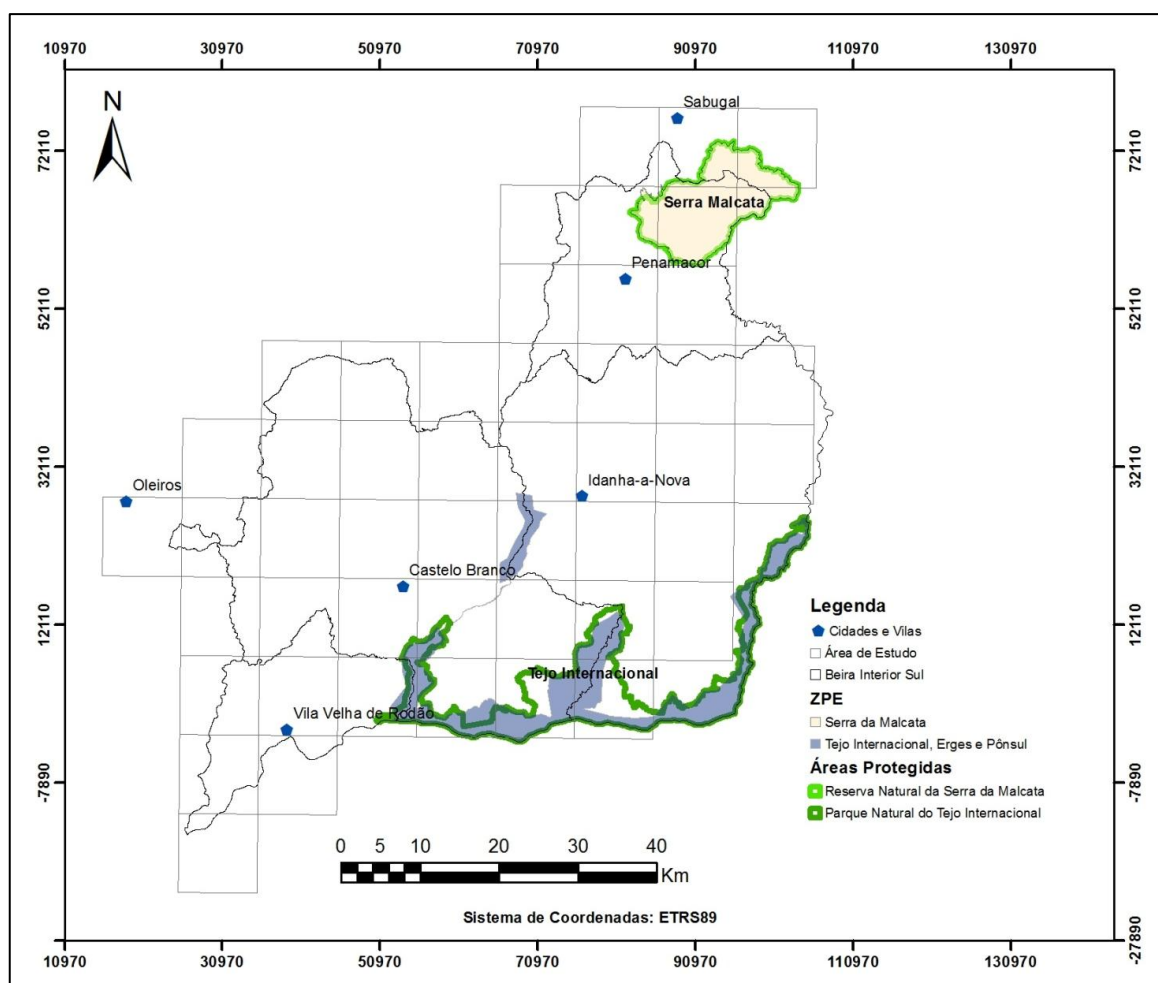 10970 30970 50970 70970 90970 110970 130970
N
Sabugal
72110 72110
Serra Malcata
Penamacor
52110 52110
32110 32110
Oleiros
Idanha-a-Nova
Castelo Branco
12110 12110
Tejo Internacional
Vila Velha de Rodão
-7890 -7890
Legenda
Cidades e Vilas
Área de Estudo
Beira Interior Sul
ZPE
Serra da Malcata
Tejo Internacional, Erges e Pônsul
Áreas Protegidas
Reserva Natural da Serra da Malcata
Parque Natural do Tejo Internacional
0 5 10 20 30 40
Km
Sistema de Coordenadas: ETRS89
-27890 -27890
10970 30970 50970 70970 90970 110970 130970